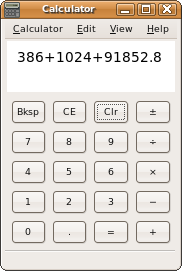 Calculator
Calculator Edit View Help
386+1024+91852.8
Bksp CE Clr ±
7 8 9 ÷
4 5 6 ×
1 2 3 −
0 . = +